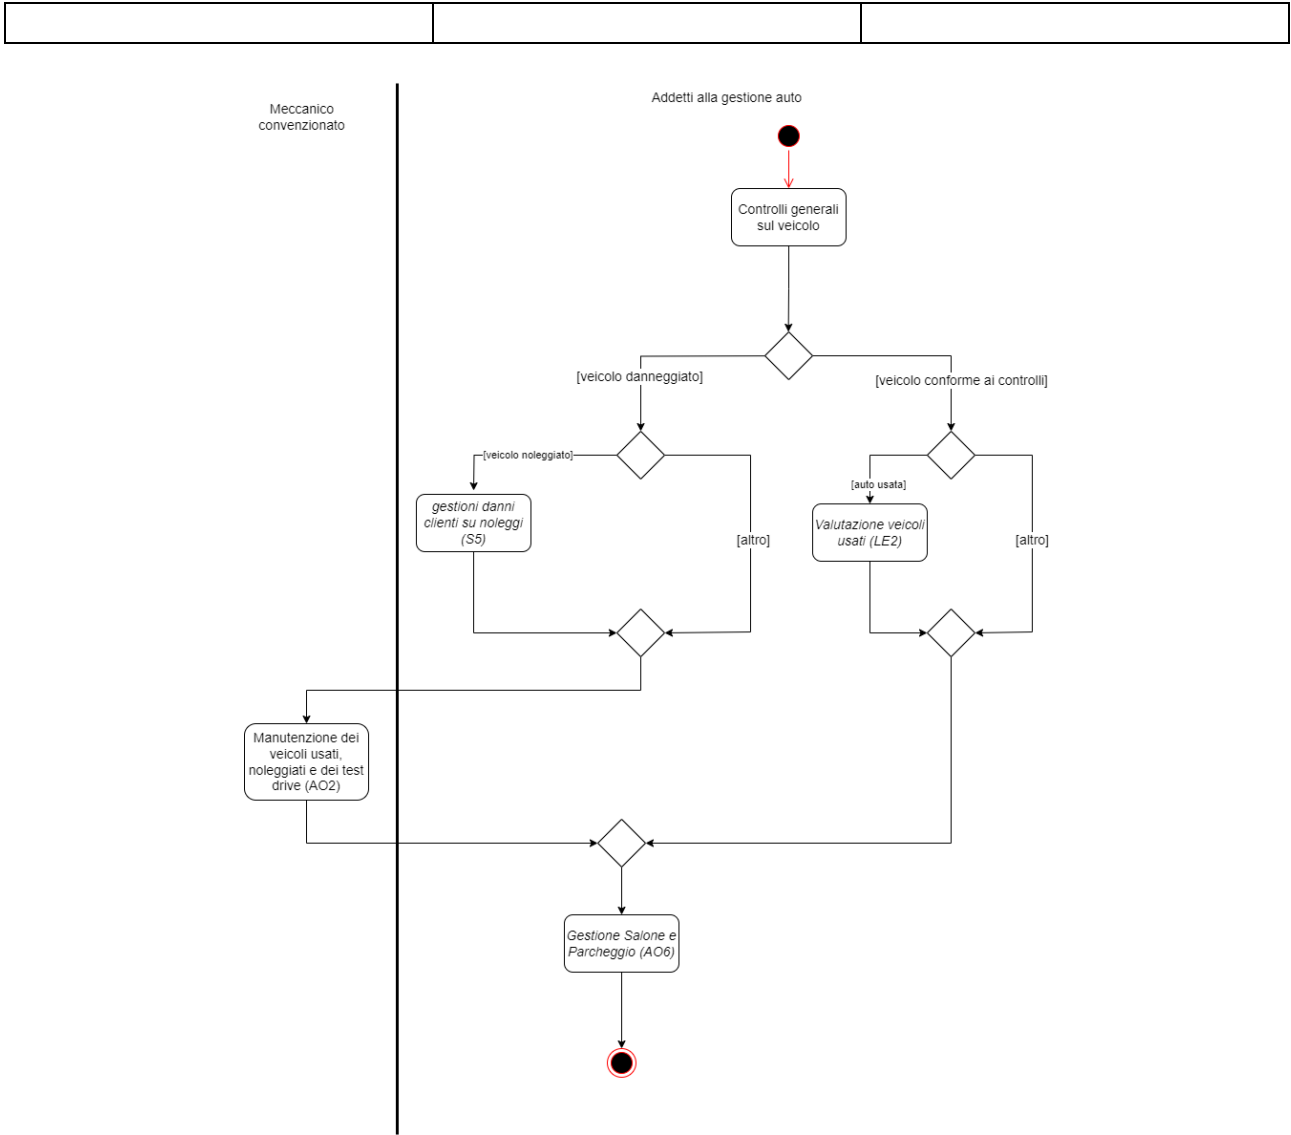 Meccanico
convenzionato
Addetti alla gestione auto
Controlli generali
sul veicolo
[veicolo danneggiato]
[veicolo conforme ai controlli]
[veicolo noleggiato]
[auto usata]
gestioni danni
clienti su noleggi
(S5)
[altro]
Valutazione veicoli
usati (LE2)
[altro]
Manutenzione dei
veicoli usati,
noleggiati e dei test
drive (AO2)
Gestione Salone e
Parcheggio (AO6)